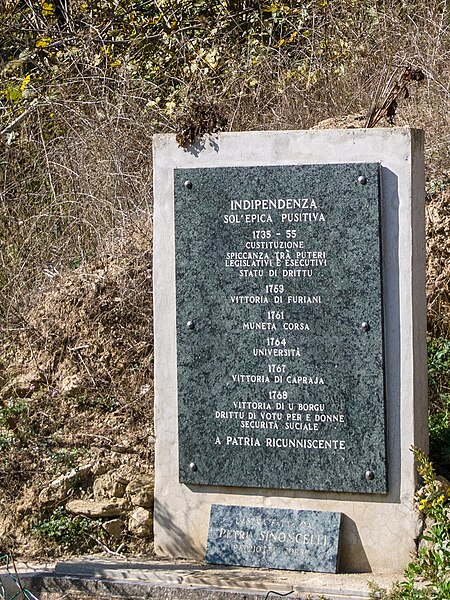 INDIPENDENZA
SOL'EPICA PUSITIVA
1735 - 55
CUSTITUZIONE
SPICCANZA TRÀ PUTERI
LEGISLATIVI E ESECUTIVI
STATU DI DRITTU
1759
VITTORIA DI FURIANI
1761
MUNETA CORSA
1764
UNIVERSITÀ
1767
VITTORIA DI CAPRAJA
1768
VITTORIA DI U BORGU
DRITTU DI VOTU PER E DONNE
SECURITÀ SUCIALE
A PATRIA RICUNNISCENTE
PETRU SINONCELLI